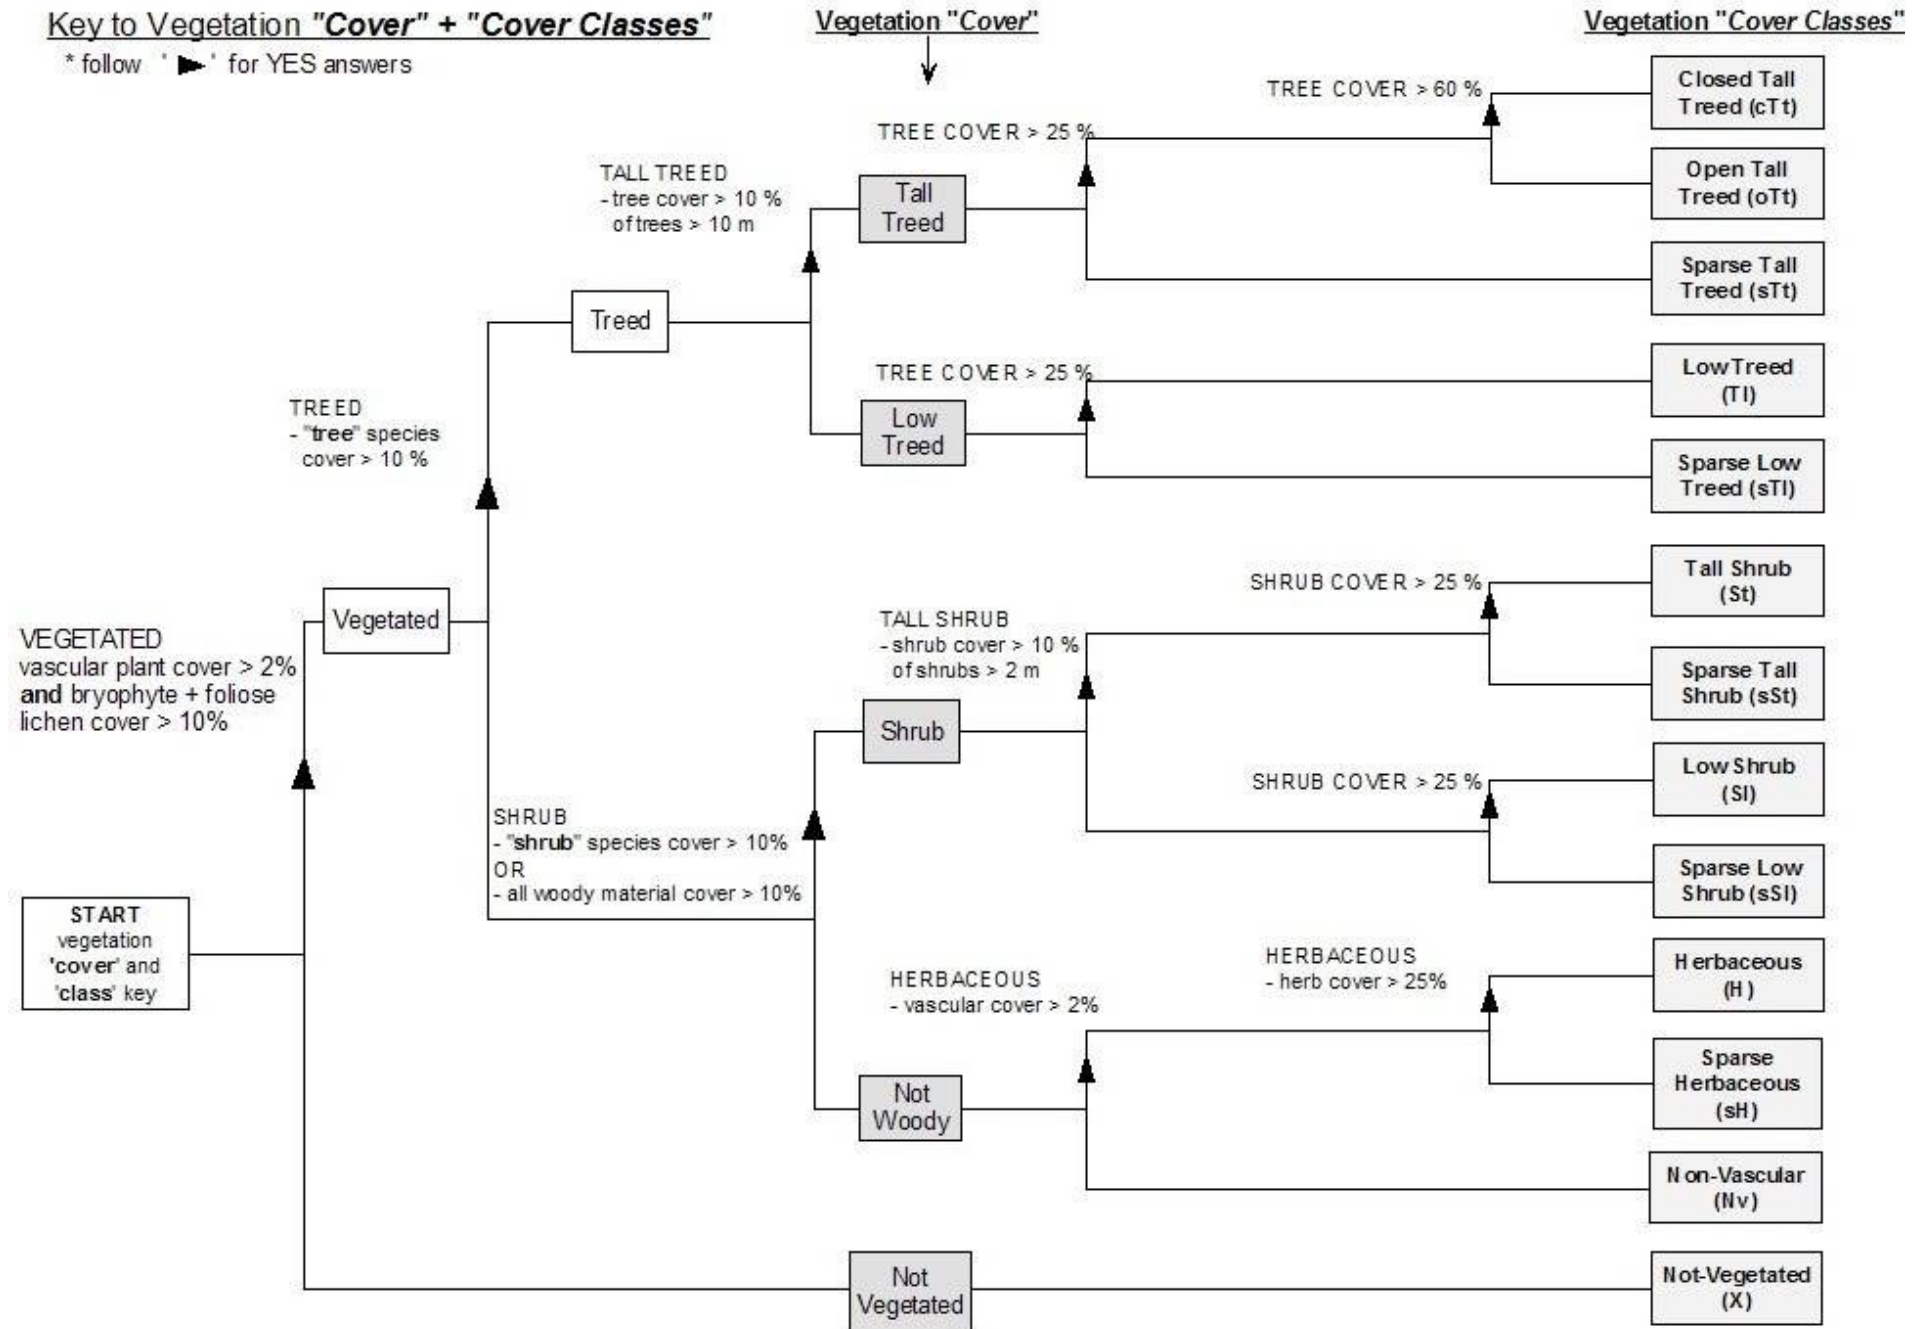 Key to Vegetation "Cover" + "Cover Classes"
* follow ' ► ' for YES answers
Vegetation "Cover"
Vegetation "Cover Classes"
TREE COVER > 60 %
Closed Tall
Treed (cTt)
TREE COVER > 25 %
Open Tall
Treed (oTt)
TALL TREED
- tree cover > 10 %
of trees > 10 m
Tall
Treed
Sparse Tall
Treed (sTt)
Treed
TREE COVER > 25 %
Low Treed
(Tl)
TREED
- "tree" species
cover > 10 %
Low
Treed
Sparse Low
Treed (sTl)
Vegetated
VEGETATED
vascular plant cover > 2%
and bryophyte + foliose
lichen cover > 10%
SHRUB COVER > 25 %
Tall Shrub
(St)
TALL SHRUB
- shrub cover > 10 %
of shrubs > 2 m
Sparse Tall
Shrub (sSt)
Shrub
SHRUB COVER > 25 %
Low Shrub
(Sl)
SHRUB
- "shrub" species cover > 10%
OR
- all woody material cover > 10%
Sparse Low
Shrub (sSl)
START
vegetation
'cover' and
'class' key
HERBACEOUS
- vascular cover > 2%
HERBACEOUS
- herb cover > 25%
Herbaceous
(H)
Not
Woody
Sparse
Herbaceous
(sH)
Non-Vascular
(Nv)
Not
Vegetated
Not-Vegetated
(X)